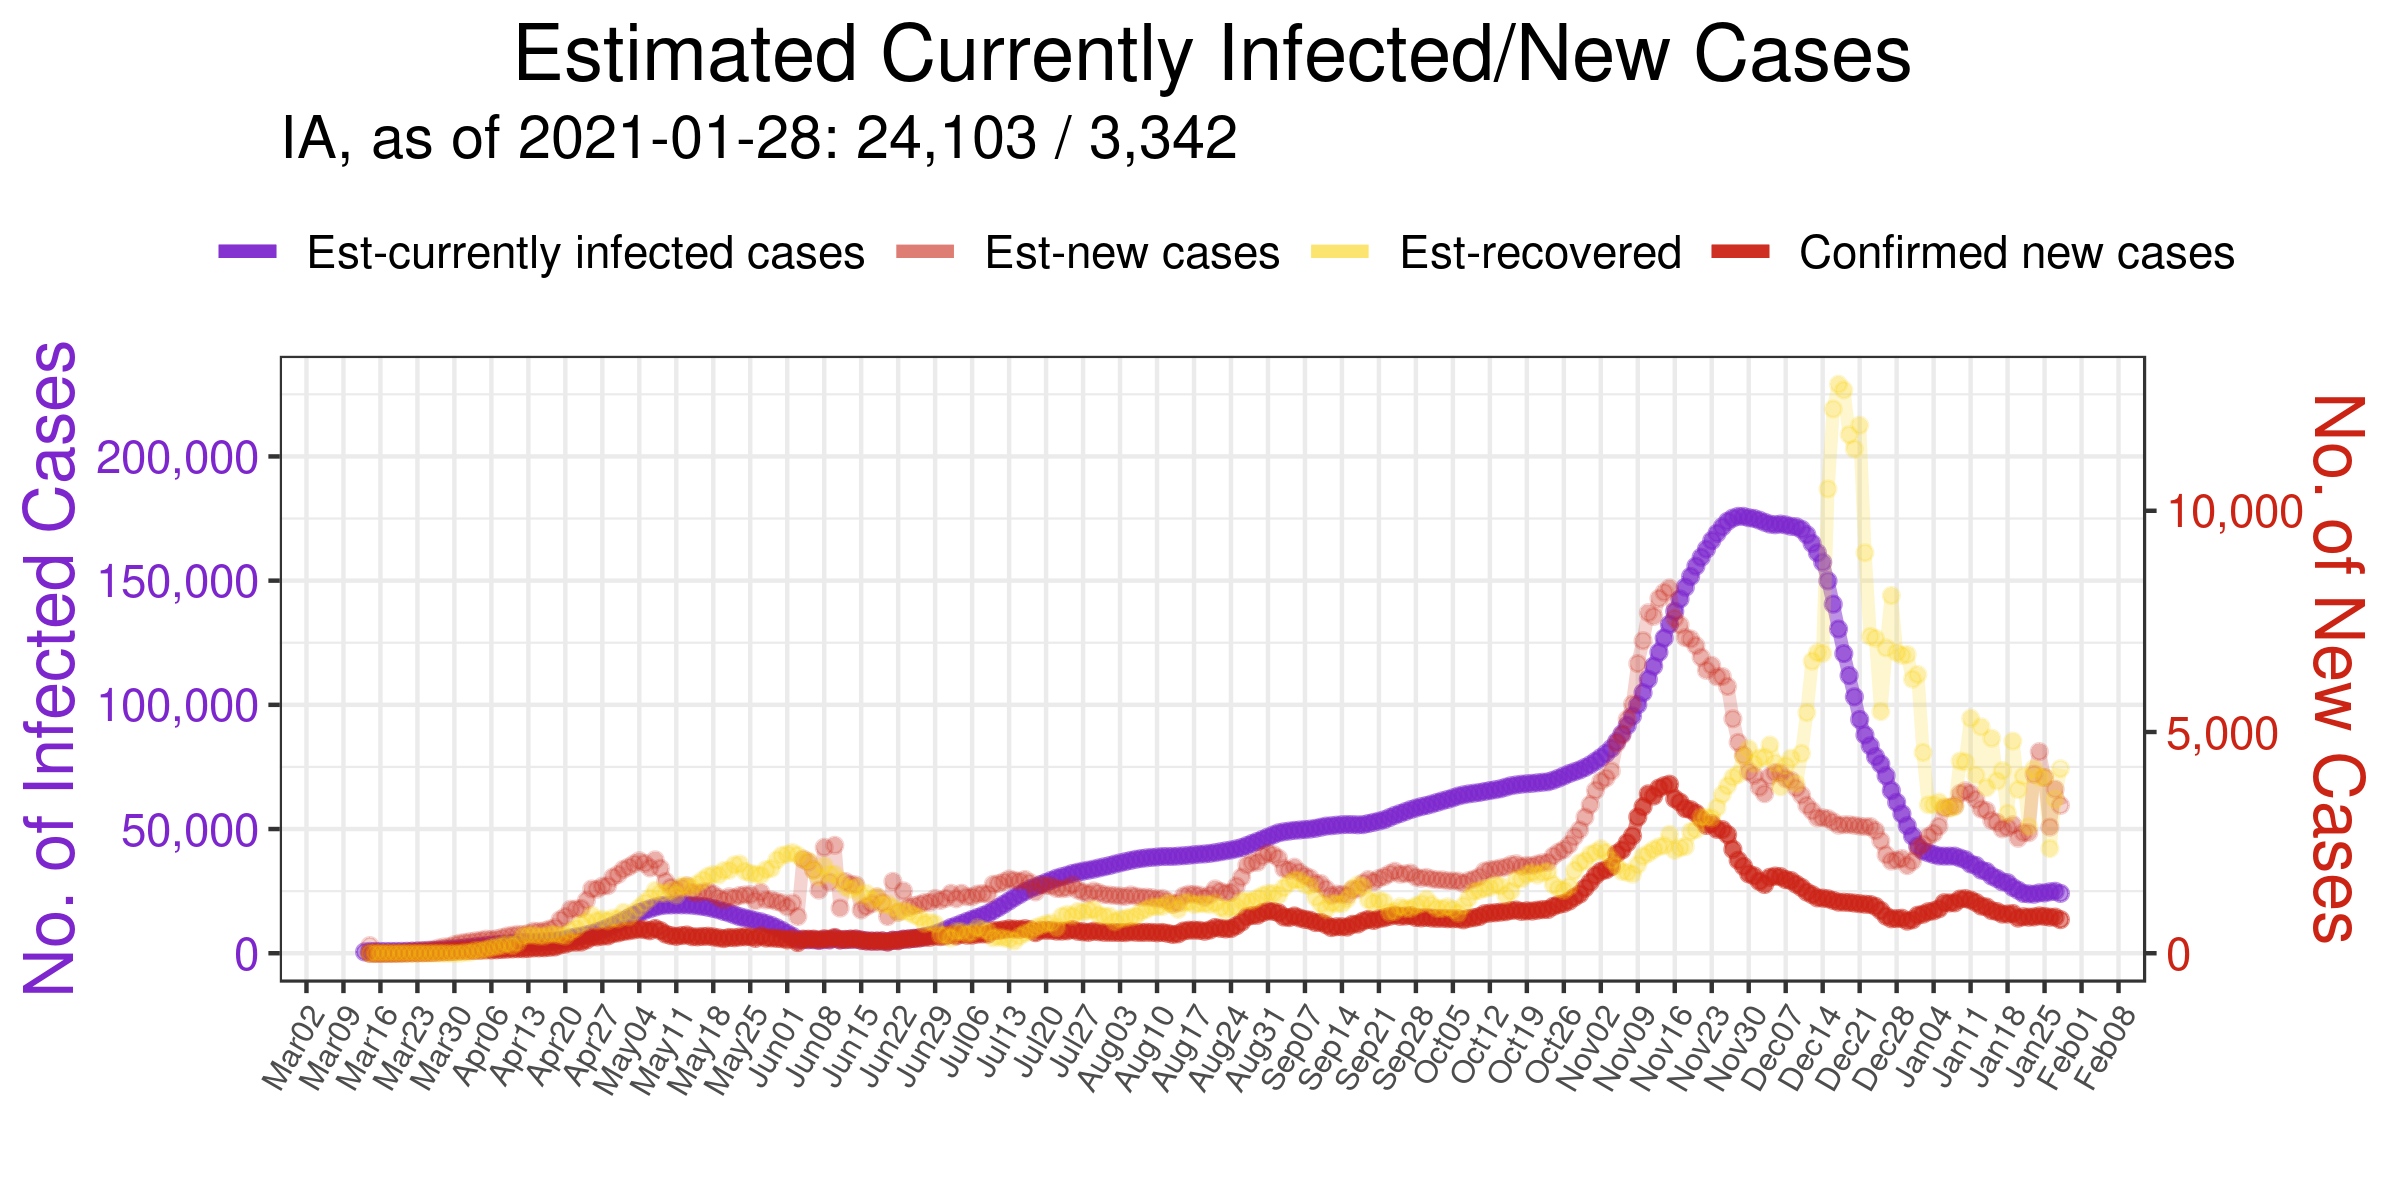 Estimated Currently Infected/New Cases
IA, as of 2021-01-28: 24,103 / 3,342
Est-currently infected cases Est-new cases Est-recovered Confirmed new cases
No. of Infected Cases
200,000
150,000
100,000
50,000
0
No. of New Cases
10,000
5,000
0
Mar02 Mar09 Mar16 Mar23 Mar30 Apr06 Apr13 Apr20 Apr27 May04 May11 May18 May25 Jun01 Jun08 Jun15 Jun22 Jun29 Jul06 Jul13 Jul20 Jul27 Aug03 Aug10 Aug17 Aug24 Aug31 Sep07 Sep14 Sep21 Sep28 Oct05 Oct12 Oct19 Oct26 Nov02 Nov09 Nov16 Nov23 Nov30 Dec07 Dec14 Dec21 Dec28 Jan04 Jan11 Jan18 Jan25 Feb01 Feb08